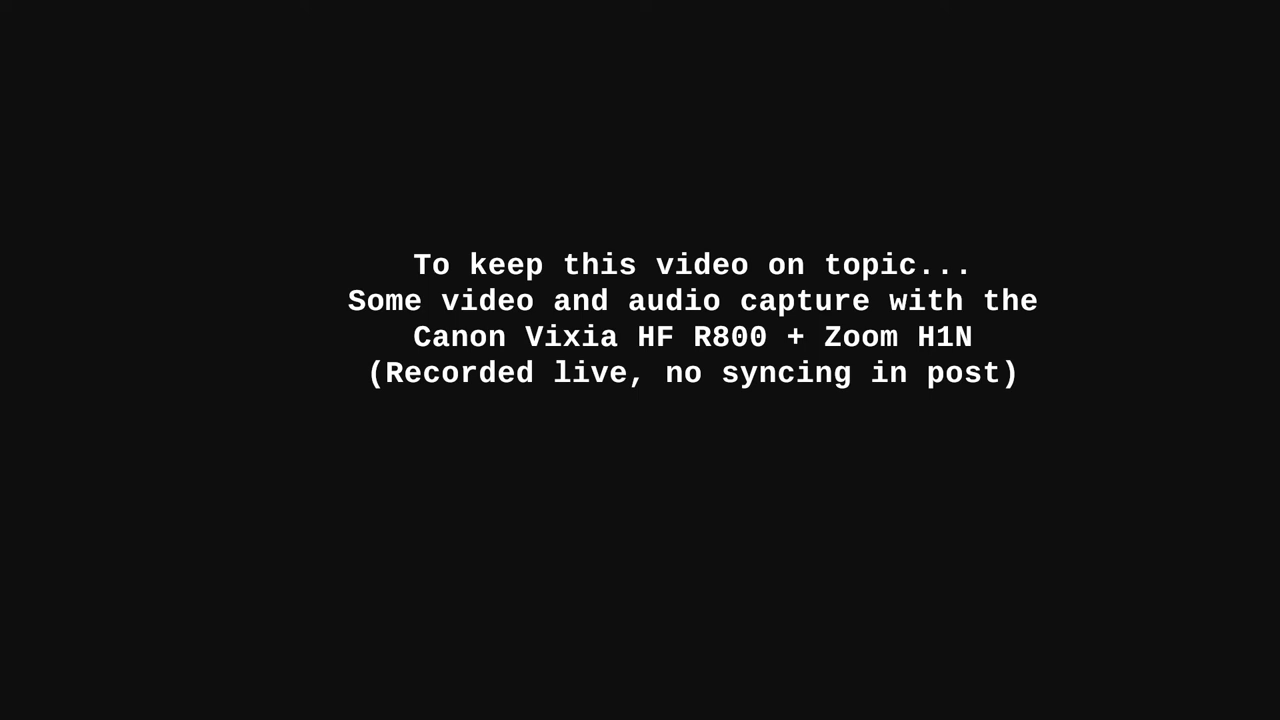 To keep this video on topic...
Some video and audio capture with the
Canon Vixia HF R800 + Zoom H1N
(Recorded live, no syncing in post)